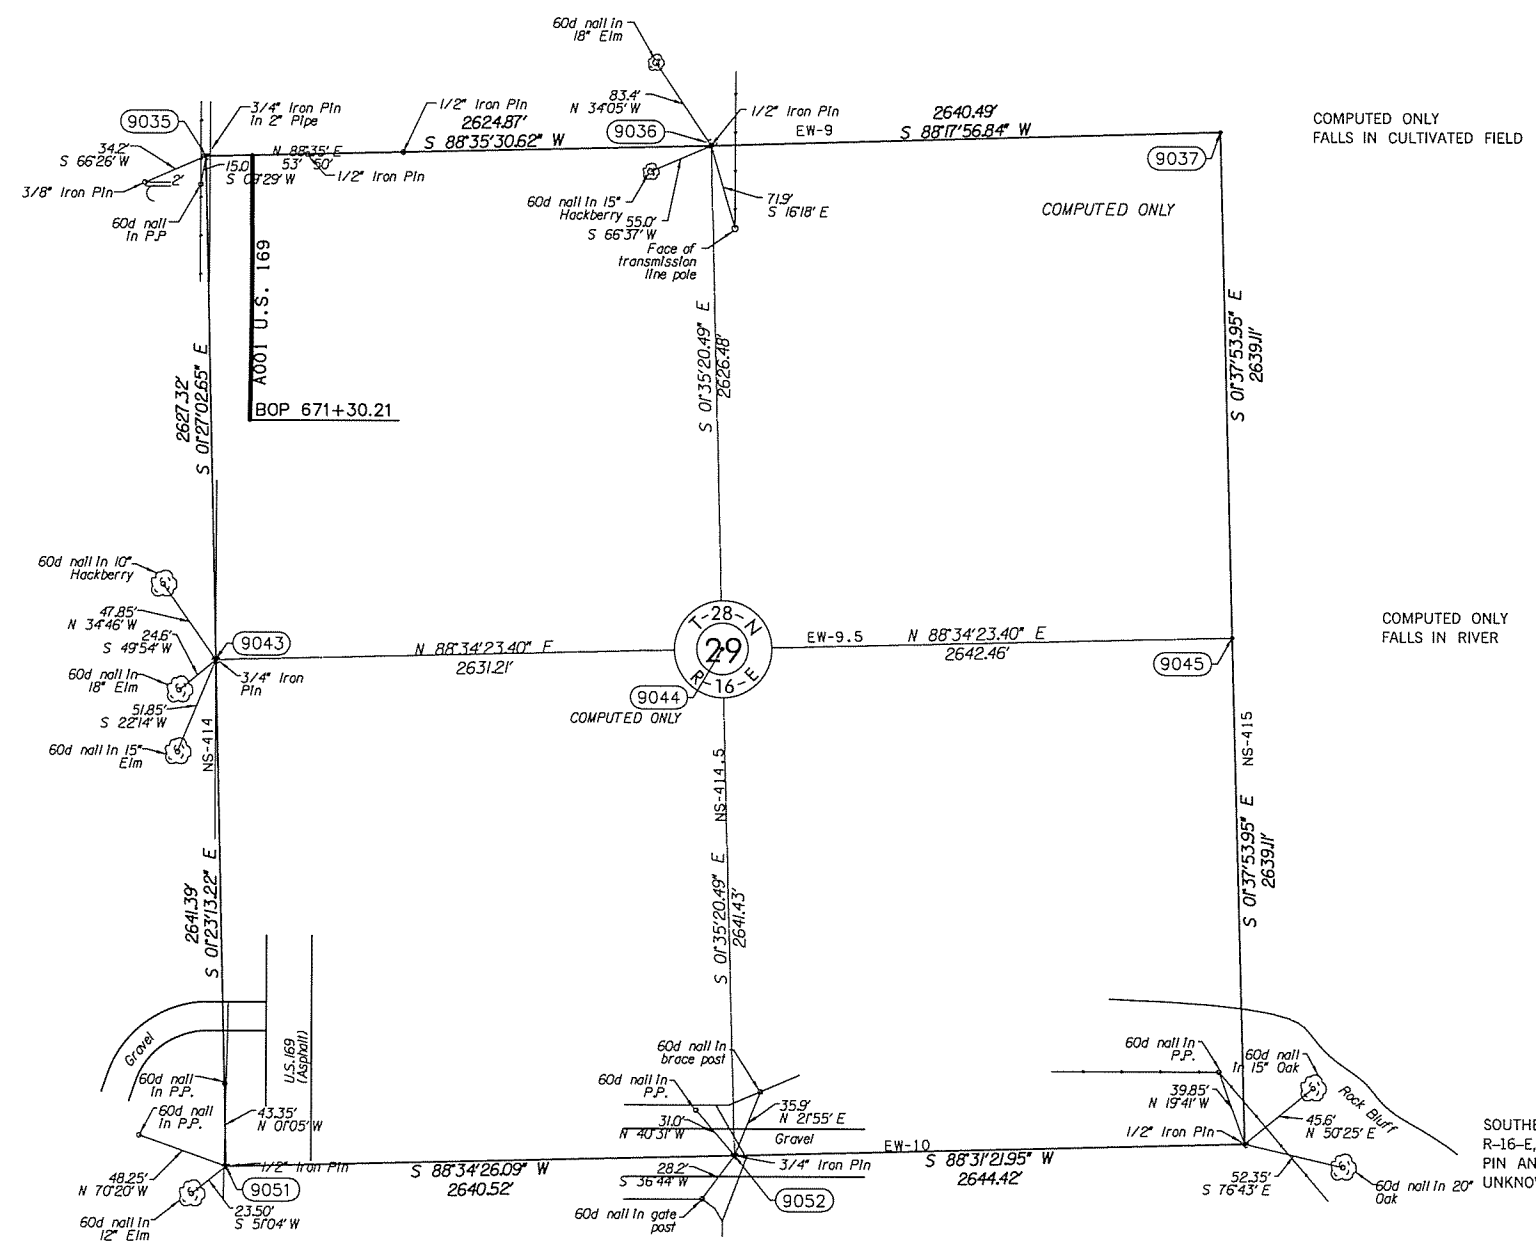 60d nail in
18" Elm
83.4'
N 34°05' W
9035
3/4" Iron Pin
in 2" Pipe
1/2" Iron Pin
2624.87'
S 88°35'30.62" W
9036
1/2" Iron Pin
EW-9
2640.49'
S 88°17'56.84" W
9037
COMPUTED ONLY
FALLS IN CULTIVATED FIELD
34.2'
S 66°26' W
3/8" Iron Pin
2'
15.0'
S 09°29' W
N 88°35' E
53' 50'
1/2" Iron Pin
60d nail
in P.P.
60d nail in 15"
Hackberry
55.0'
S 66°37' W
71.9'
S 16°18' E
Face of
transmission
line pole
COMPUTED ONLY
A001 U.S. 169
BOP 671+30.21
2627.32'
S 01°27'02.65" E
S 01°35'20.49" E
2626.48'
S 01°37'53.95" E
2639.11'
60d nail in 10"
Hackberry
47.85'
N 34°46' W
24.6'
S 49°54' W
9043
60d nail in
18" Elm
3/4" Iron
Pin
51.85'
S 22°14' W
60d nail in 15"
Elm
NS-414
N 88°34'23.40" E
2631.21'
T-28-N
29
R-16-E
9044
COMPUTED ONLY
EW-9.5
N 88°34'23.40" E
2642.46'
9045
COMPUTED ONLY
FALLS IN RIVER
2641.39'
S 01°23'13.22" E
NS-414.5
S 01°35'20.49" E
2641.43'
NS-415
S 01°37'53.95" E
2639.11'
Gravel
U.S.169
(Asphalt)
60d nail
in P.P.
60d nail
in P.P.
43.35'
N 01°05' W
48.25'
N 70°20' W
1/2" Iron Pin
9051
23.50'
S 51°04' W
60d nail in
12" Elm
S 88°34'26.09" W
2640.52'
60d nail in
brace post
60d nail in
P.P.
31.0'
N 40°31' W
35.9'
N 21°55' E
Gravel
28.2'
S 36°44' W
3/4" Iron Pin
9052
60d nail in gate
post
EW-10
S 88°31'21.95" W
2644.42'
60d nail in
P.P.
60d nail
in 15" Oak
39.85'
N 19°41' W
1/2" Iron Pin
45.6'
N 50°25' E
Rock Bluff
52.35'
S 76°43' E
60d nail in 20"
Oak
SOUTHE
R-16-E,
PIN AN
UNKNO